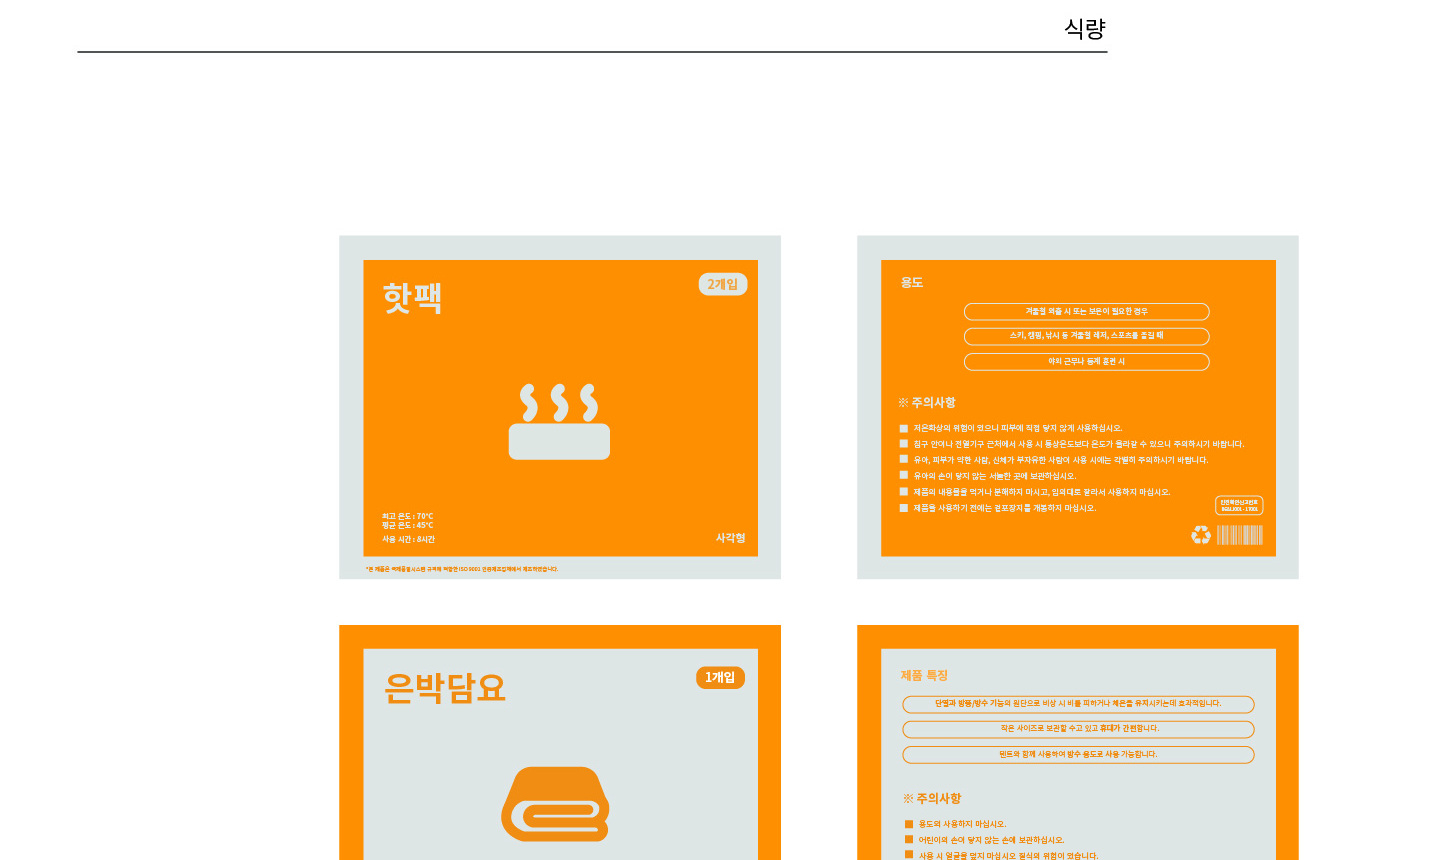 식량
핫팩
2개입
최고 온도 : 70°C
평균 온도 : 45°C
사용 시간 : 8시간
사각형
*본 제품은 ISO 9001
용도
겨울철 외출 시 또는 보온이 필요한 경우
스키, 캠핑, 낚시 등 겨울철 레저, 스포츠를 즐길 때
야외 근무나 동계 훈련 시
※ 주의사항
저온화상의 위험이 있으니 피부에 직접 닿지 않게 사용하십시오.
침구 안이나 전열기구 근처에서 사용 시 통상온도보다 온도가 올라갈 수 있으니 주의하시기 바랍니다.
유아, 피부가 약한 사람, 신체가 부자유한 사람이 사용 시에는 각별히 주의하시기 바랍니다.
유아의 손이 닿지 않는 서늘한 곳에 보관하십시오.
제품의 내용물을 먹거나 분해하지 마시고, 임의대로 잘라서 사용하지 마십시오.
제품을 사용하기 전에는 겉포장지를 개봉하지 마십시오.
은박담요
1개입
제품 특징
단열과 방풍/방수 기능의 원단으로 비상 시 비를 피하거나 체온을 유지시키는데 효과적입니다.
작은 사이즈로 보관할 수고 있고 휴대가 간편합니다.
텐트와 함께 사용하여 방수 용도로 사용 가능합니다.
※ 주의사항
용도외 사용하지 마십시오.
어린이의 손이 닿지 않는 손에 보관하십시오.
사용 시 얼굴을 덮지 마십시오 질식의 위험이 있습니다.